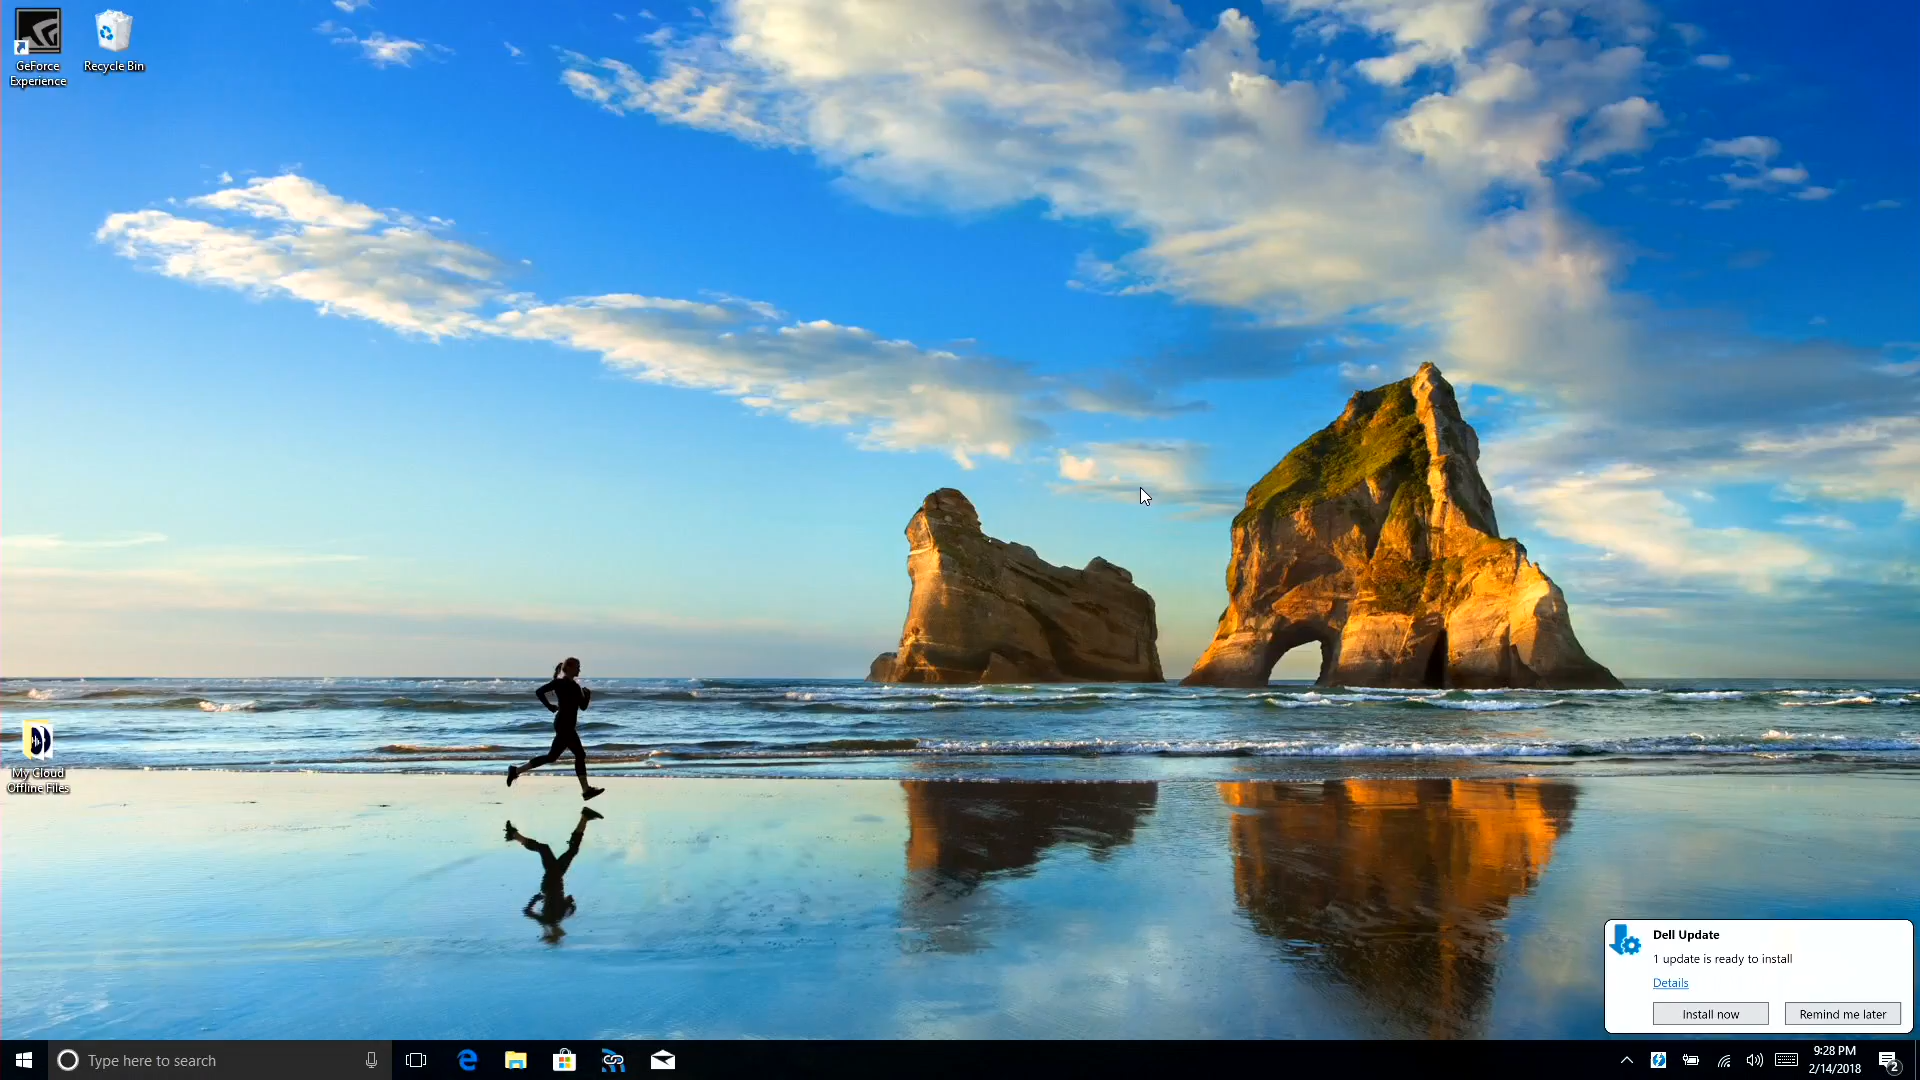 GeForce
Experience
Recycle Bin
My Cloud
Offline Files
Dell Update
1 update is ready to install
Details
Install now
Remind me later
Type here to search
9:28 PM
2/14/2018
2